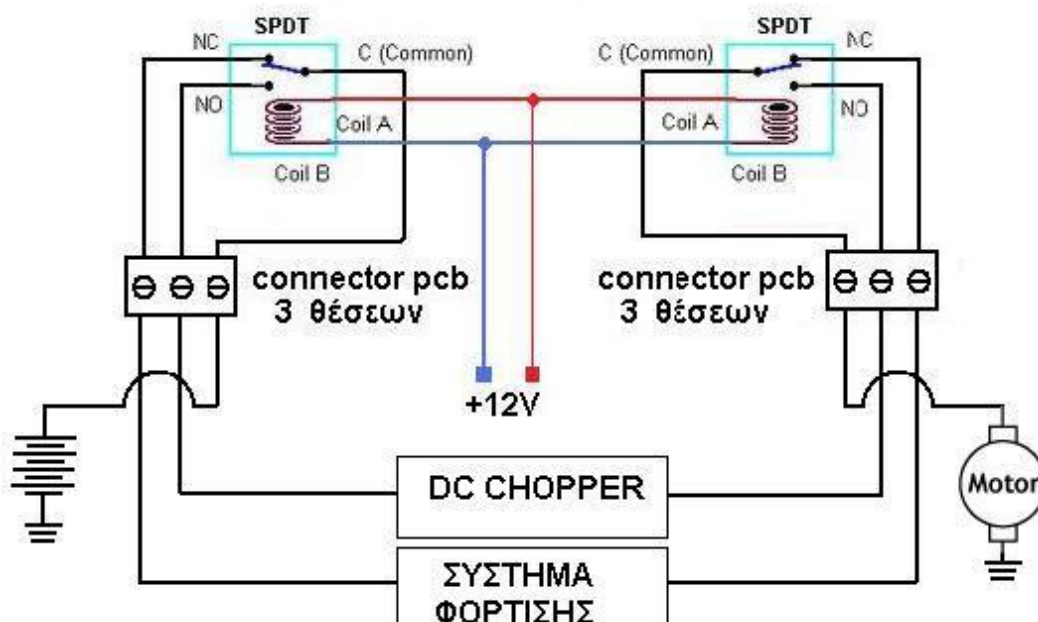 SPDT
NC
C (Common)
NO
Coil A
Coil B
SPDT
C (Common)
NC
NO
Coil A
Coil B
connector pcb
3 θέσεων
connector pcb
3 θέσεων
+12V
DC CHOPPER
Motor
ΣΥΣΤΗΜΑ
ΦΟΡΤΙΣΗΣ